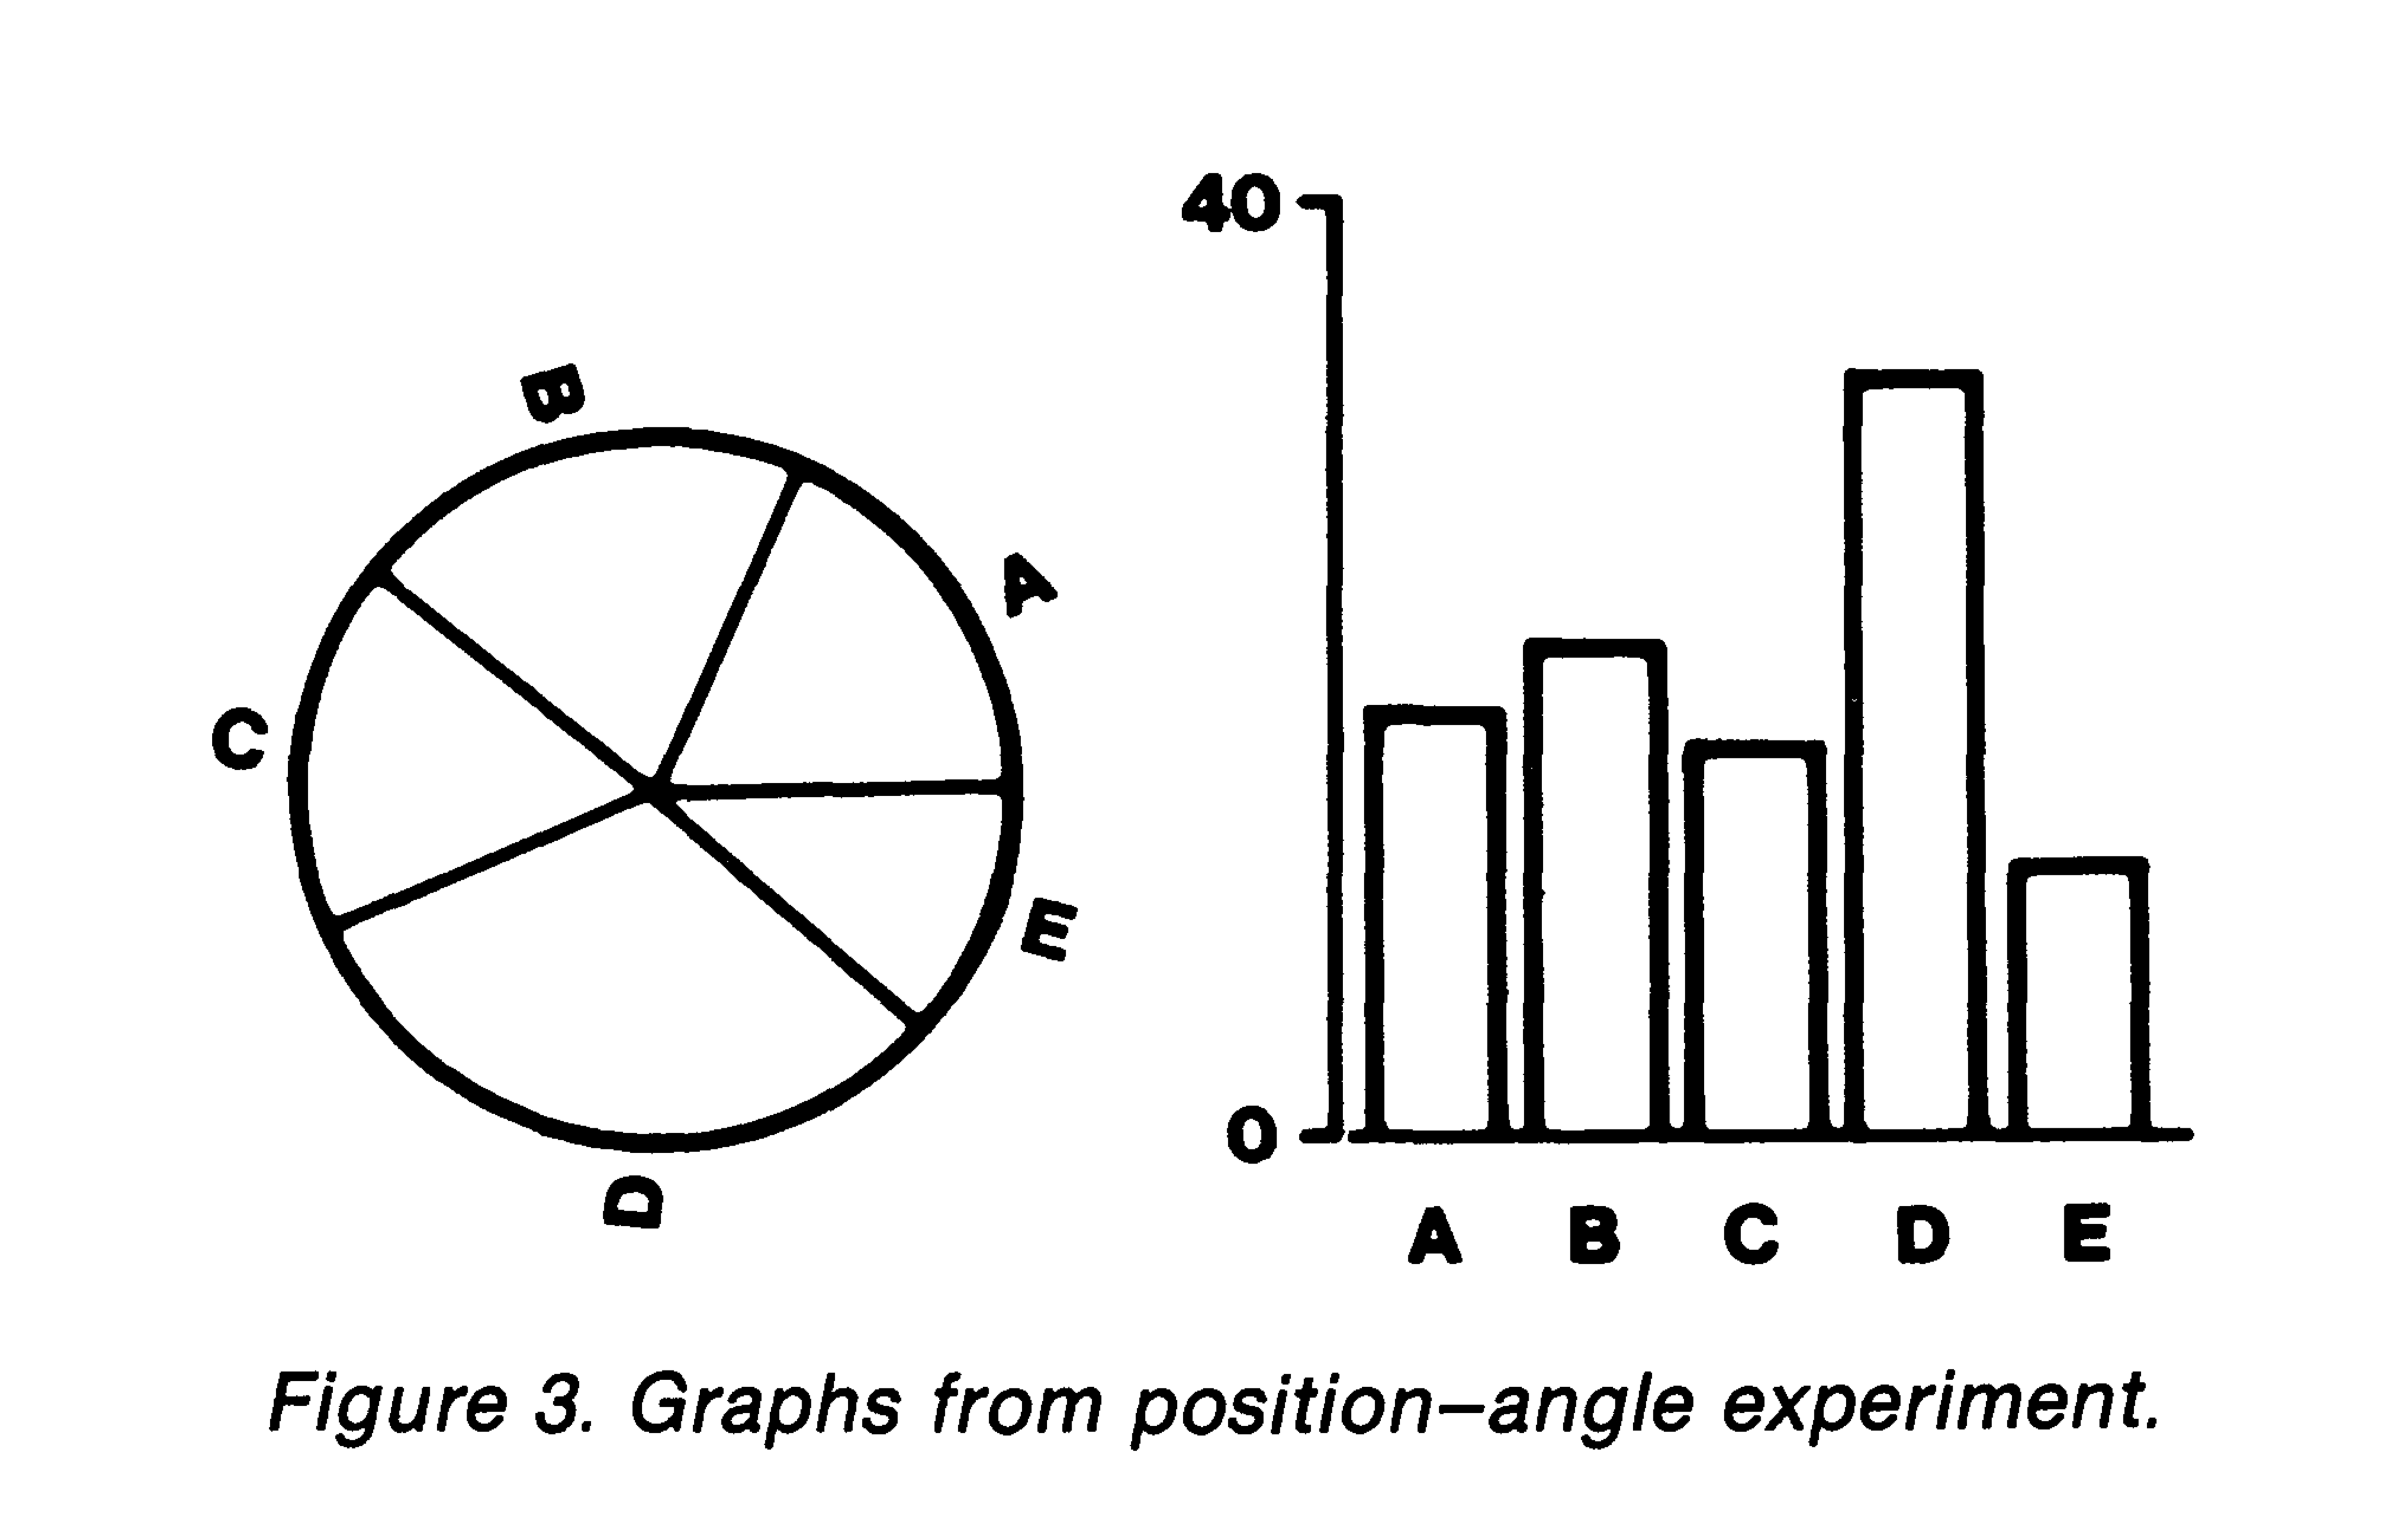 B
A
C
E
D
40
0
A B C D E
Figure 3. Graphs from position–angle experiment.